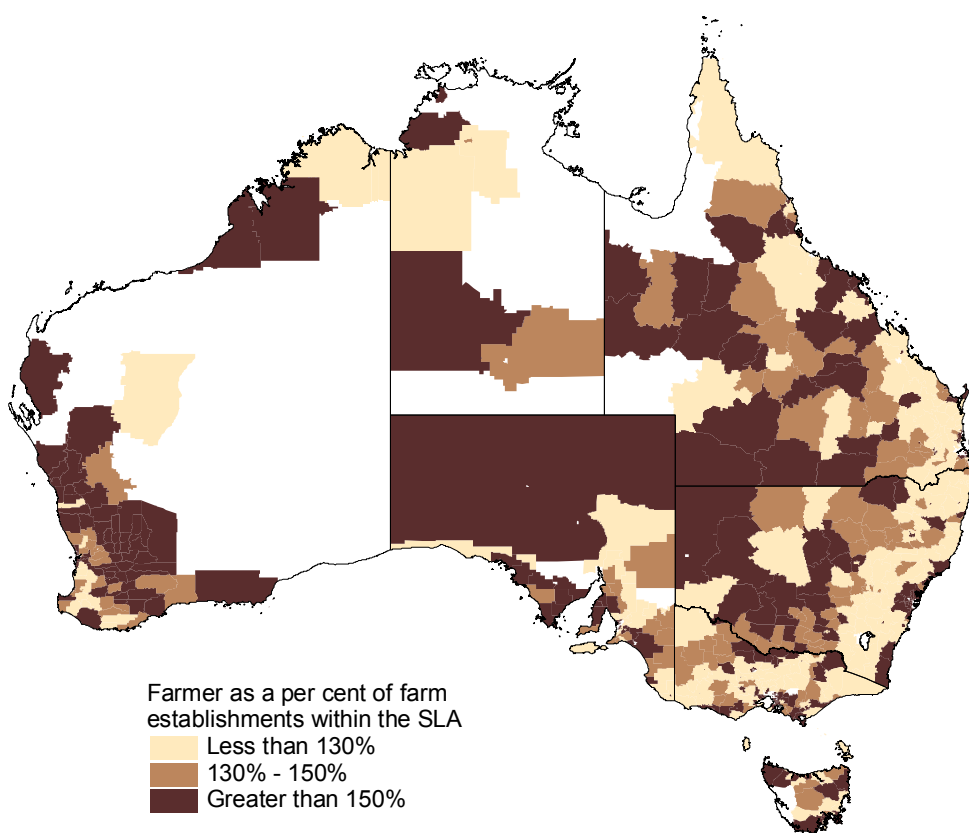 Farmer as a per cent of farm
establishments within the SLA
Less than 130%
130% - 150%
Greater than 150%